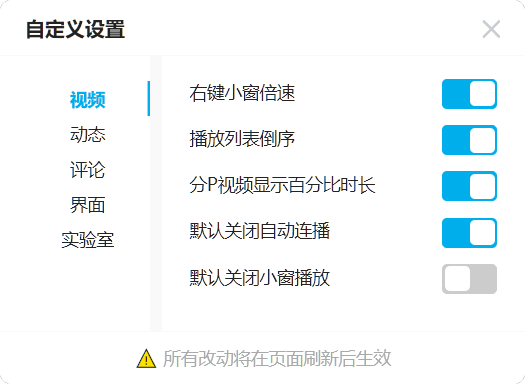 自定义设置
视频
动态
评论
界面
实验室
右键小窗倍速
播放列表倒序
分P视频显示百分比时长
默认关闭自动连播
默认关闭小窗播放
所有改动将在页面刷新后生效